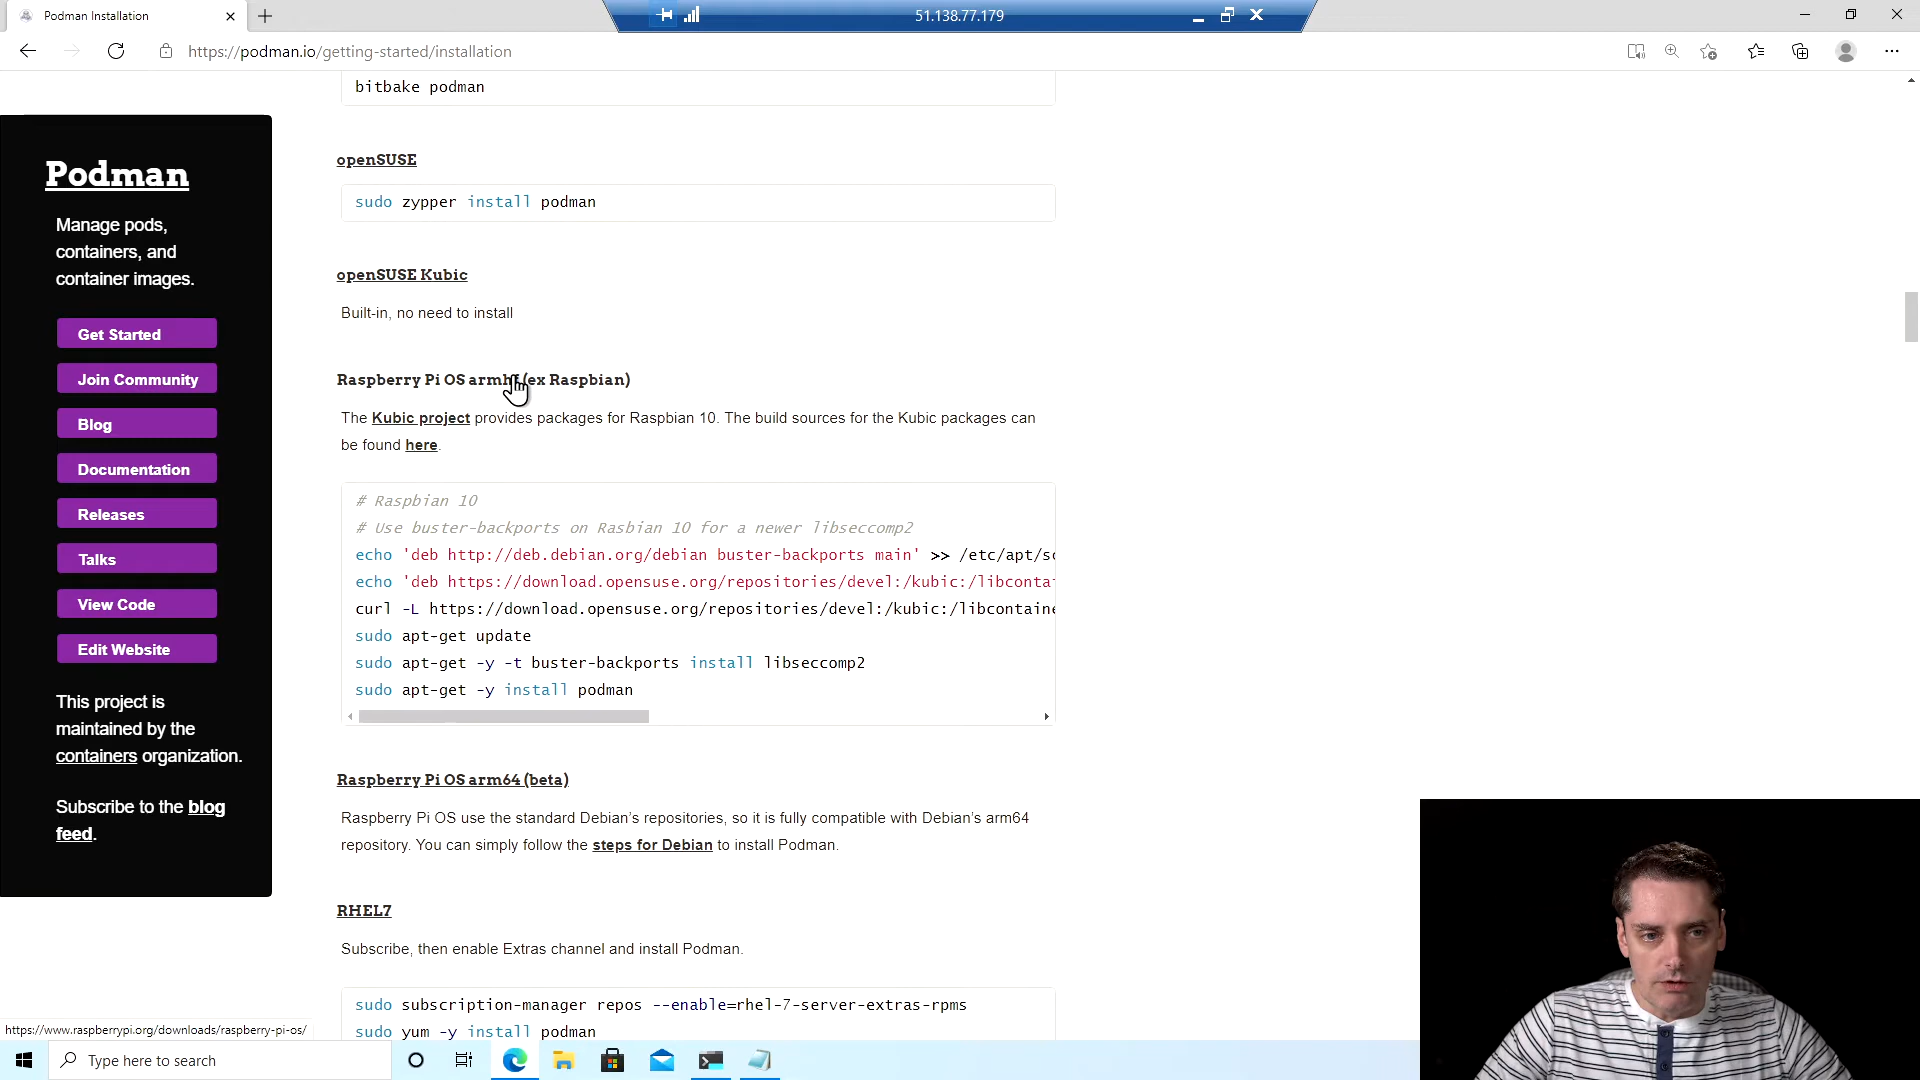 Podman Installation
51.138.77.179
https://podman.io/getting-started/installation
bitbake podman
Podman
Manage pods,
containers, and
container images.
Get Started
Join Community
Blog
Documentation
Releases
Talks
View Code
Edit Website
This project is
maintained by the
containers organization.
Subscribe to the blog
feed.
openSUSE
sudo zypper install podman
openSUSE Kubic
Built-in, no need to install
Raspberry Pi OS armhf (ex Raspbian)
The Kubic project provides packages for Raspbian 10. The build sources for the Kubic packages can
be found here.
# Raspbian 10
# Use buster-backports on Rasbian 10 for a newer libseccomp2
echo 'deb http://deb.debian.org/debian buster-backports main' >> /etc/apt/so
echo 'deb https://download.opensuse.org/repositories/devel:/kubic:/libcontai
curl -L https://download.opensuse.org/repositories/devel:/kubic:/libcontaine
sudo apt-get update
sudo apt-get -y -t buster-backports install libseccomp2
sudo apt-get -y install podman
Raspberry Pi OS arm64 (beta)
Raspberry Pi OS use the standard Debian's repositories, so it is fully compatible with Debian's arm64
repository. You can simply follow the steps for Debian to install Podman.
RHEL7
Subscribe, then enable Extras channel and install Podman.
sudo subscription-manager repos --enable=rhel-7-server-extras-rpms
sudo yum -y install podman
https://www.raspberrypi.org/downloads/raspberry-pi-os/
Type here to search